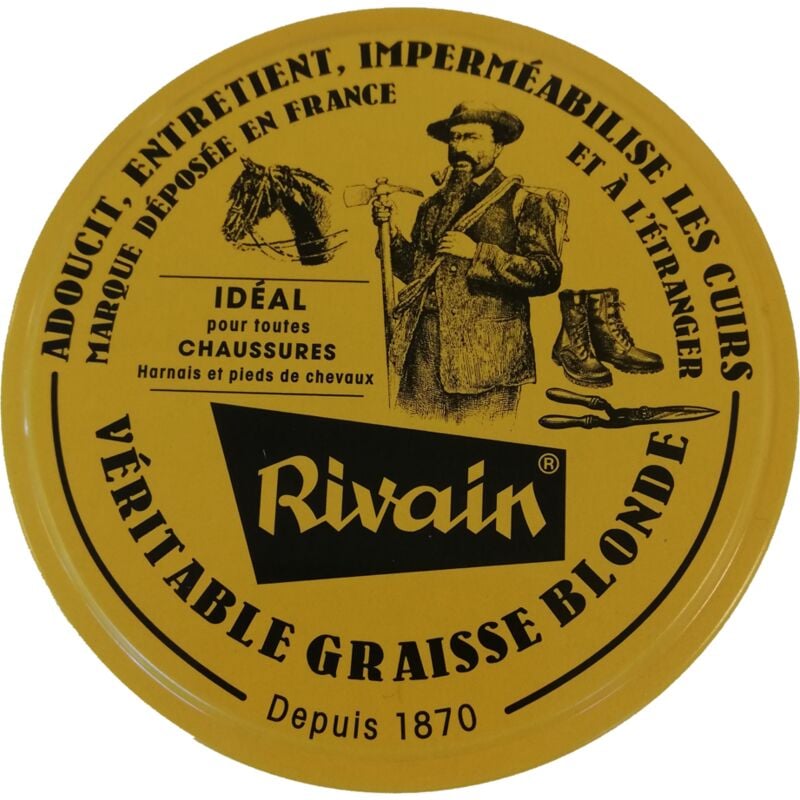 ADOUCIT, ENTRETIENT, IMPERMÉABILISE LES CUIRS
MARQUE DÉPOSÉE EN FRANCE
ET À L'ÉTRANGER
IDÉAL
pour toutes
CHAUSSURES
Harnais et pieds de chevaux
Rivain®
VÉRITABLE GRAISSE BLONDE
Depuis 1870